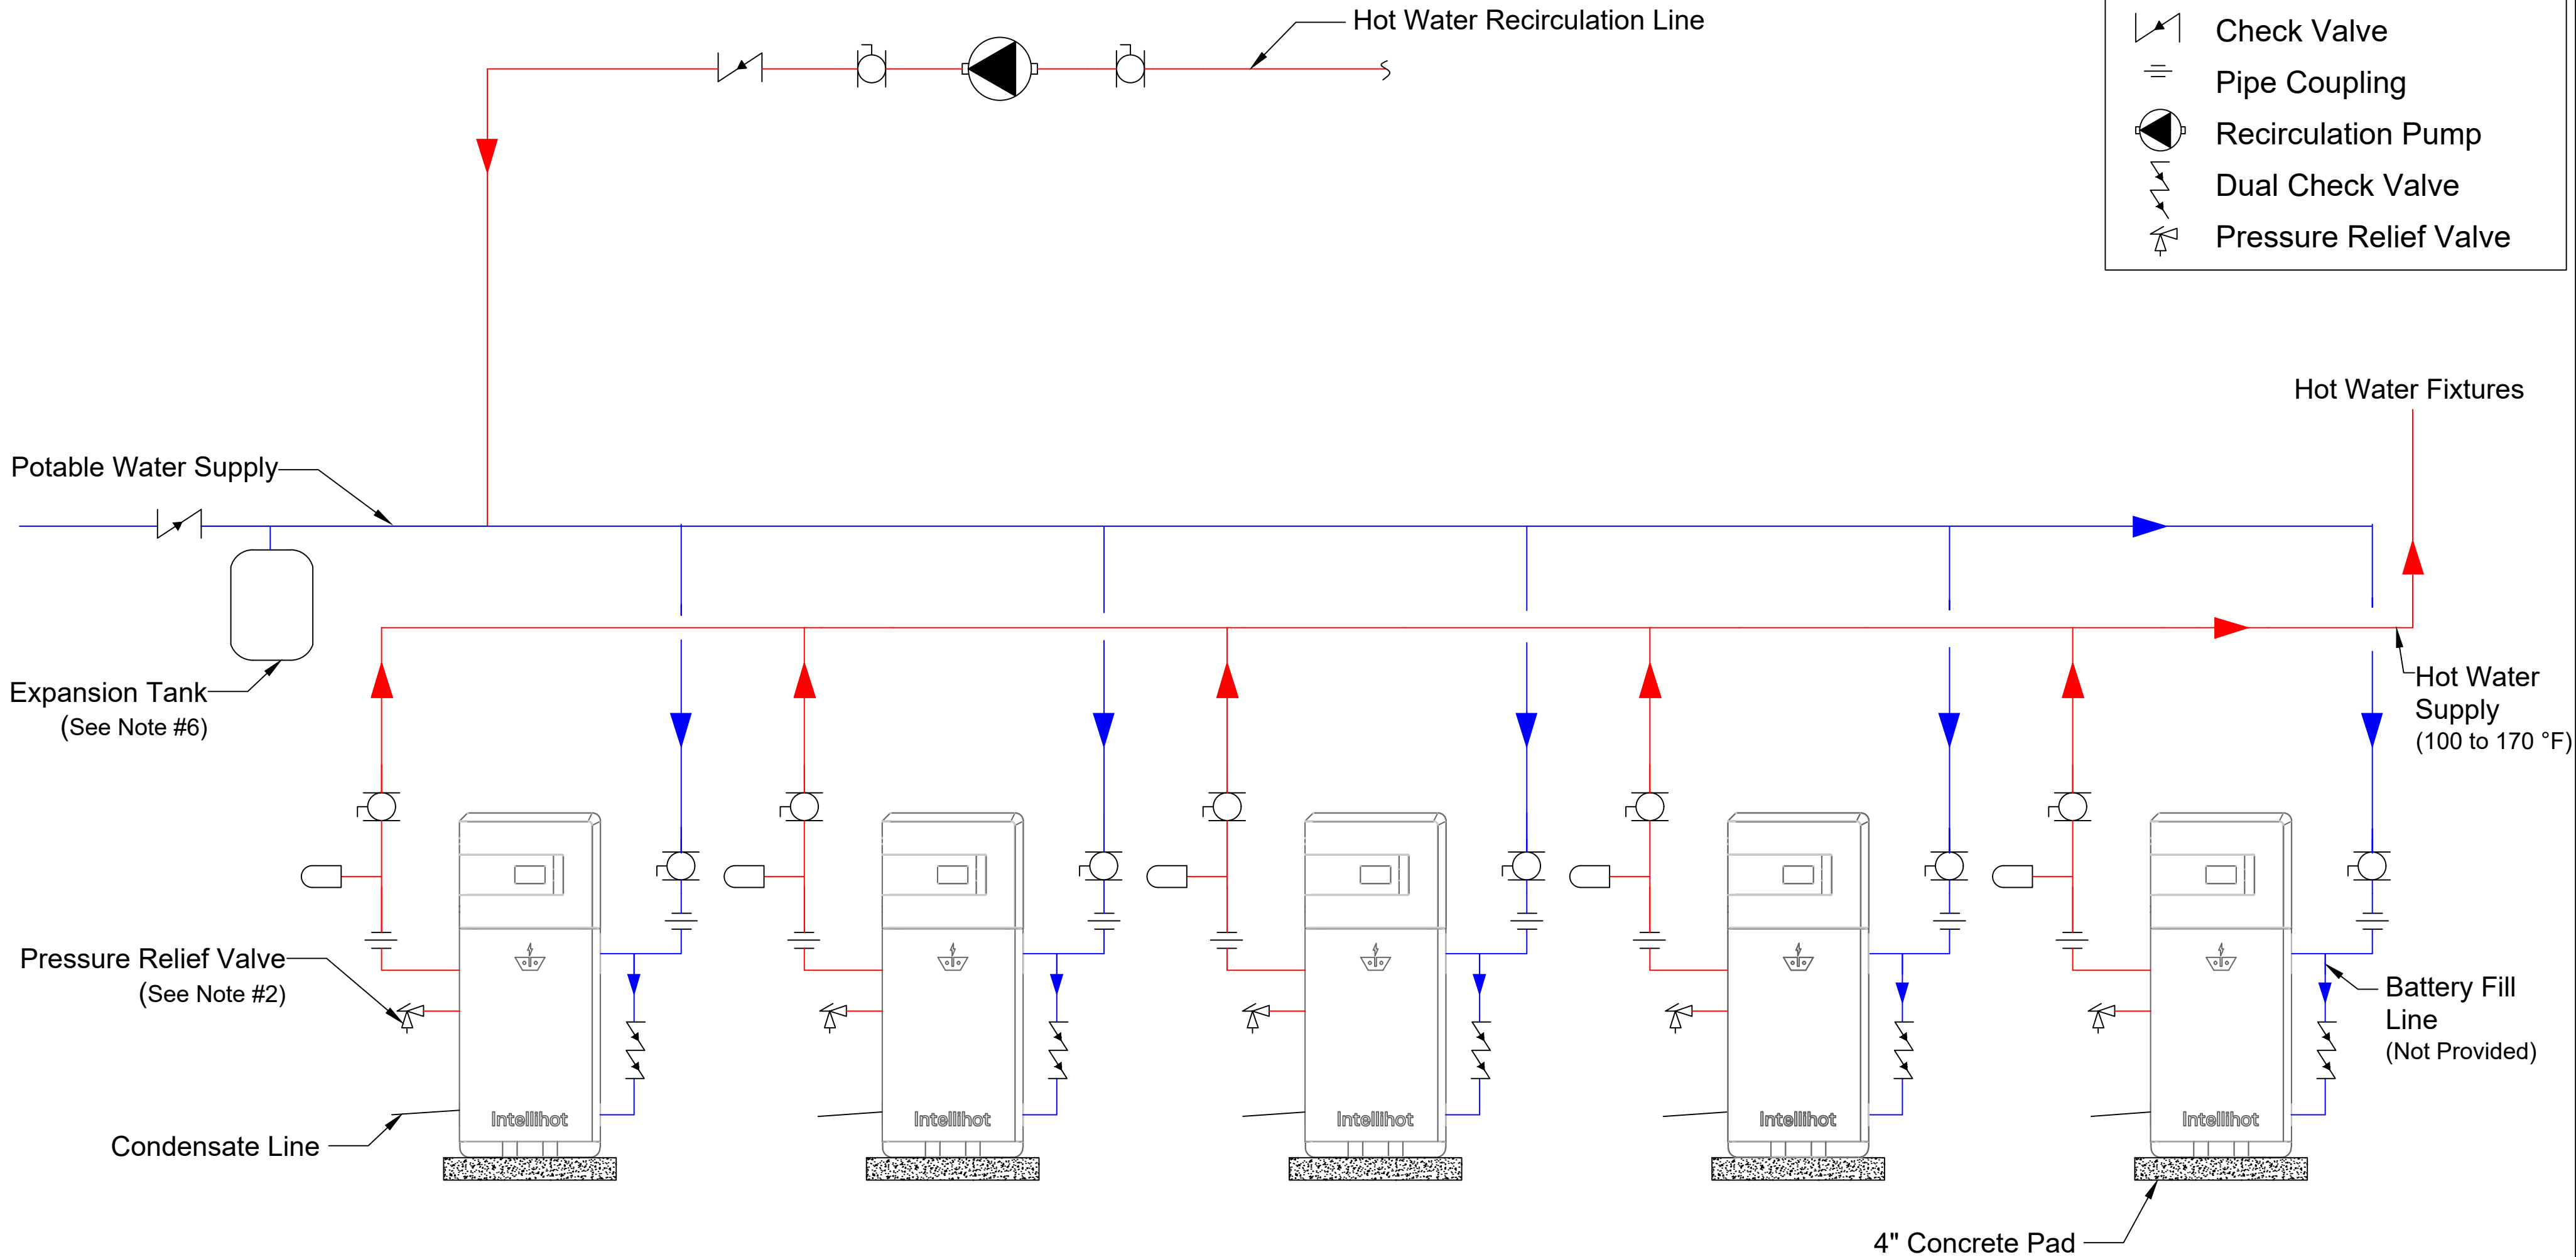 Hot Water Recirculation Line
Check Valve
Pipe Coupling
Recirculation Pump
Dual Check Valve
Pressure Relief Valve
Hot Water Fixtures
Potable Water Supply
Expansion Tank
(See Note #6)
Hot Water
Supply
(100 to 170 °F)
Pressure Relief Valve
(See Note #2)
Battery Fill
Line
(Not Provided)
Condensate Line
Intellihot
Intellihot
Intellihot
Intellihot
Intellihot
4" Concrete Pad